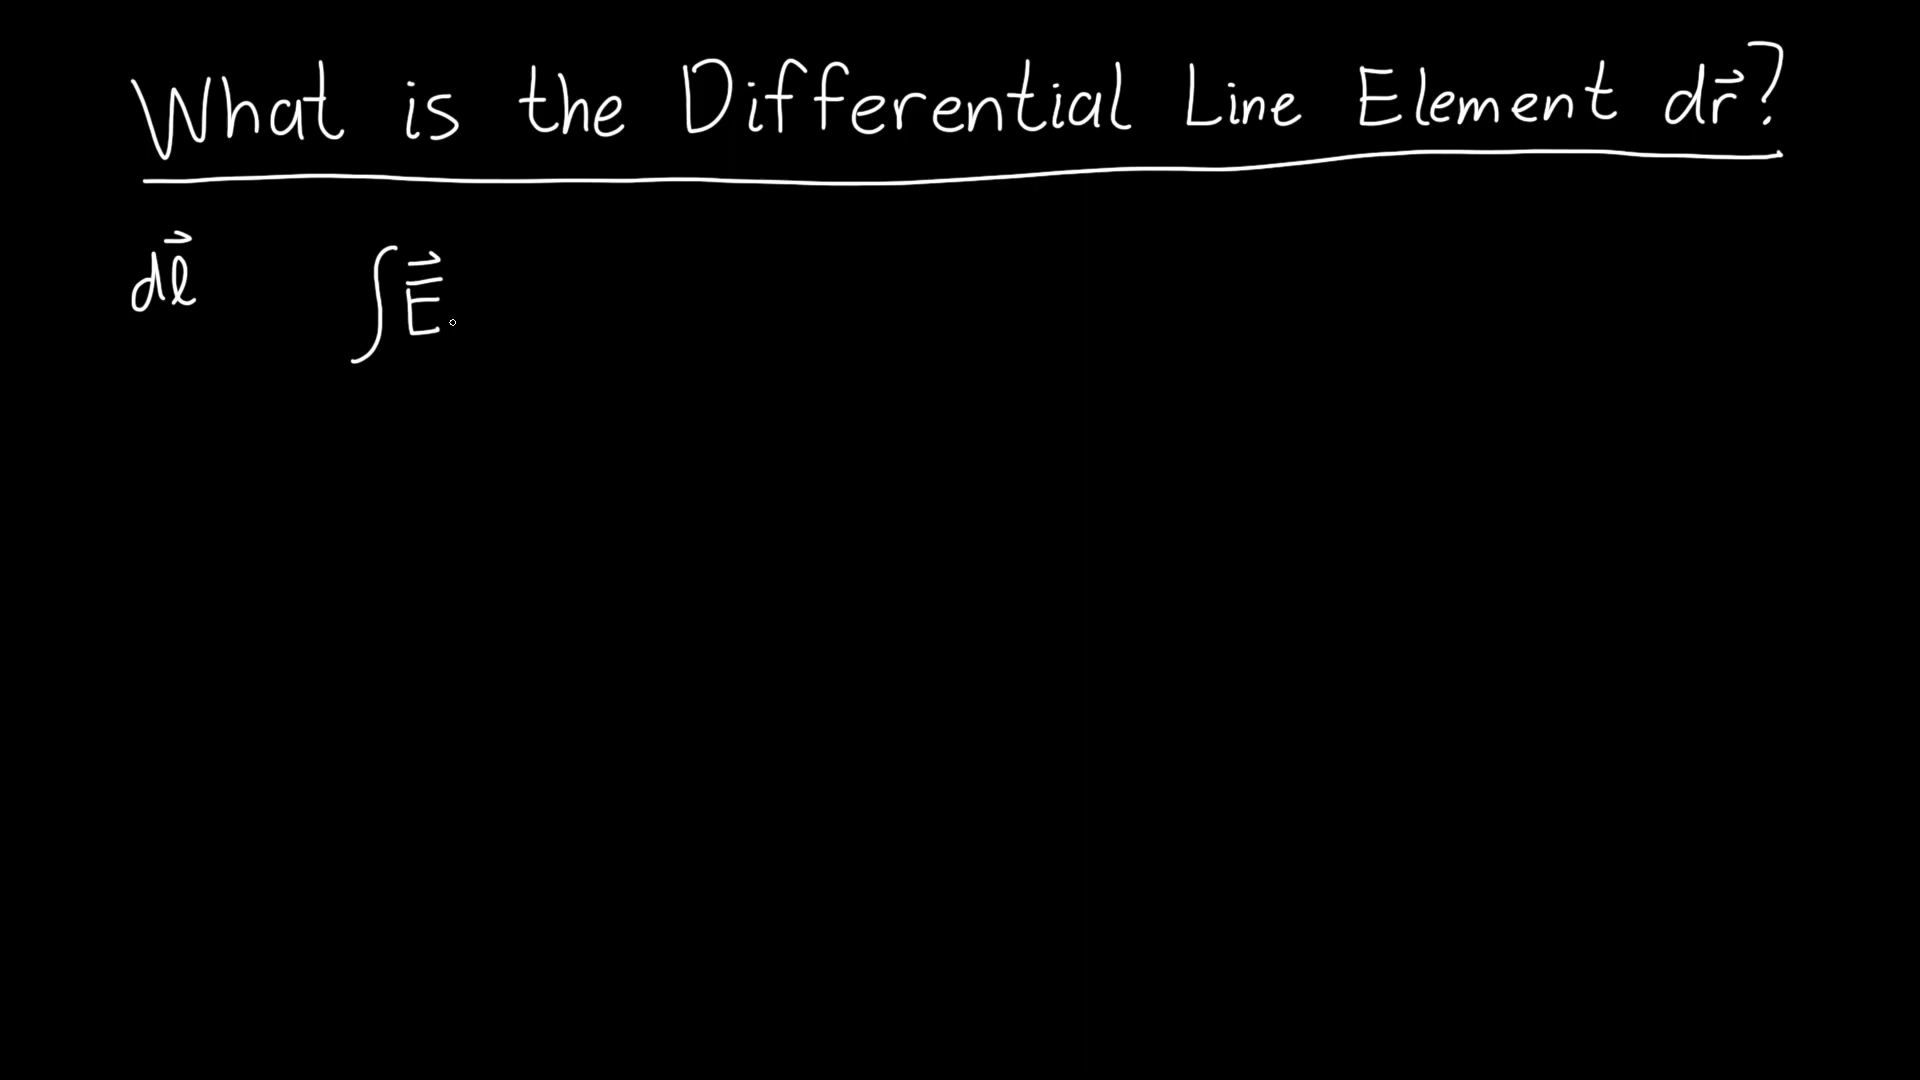 What is the Differential Line Element dr⃗?
dℓ⃗ ∫E⃗